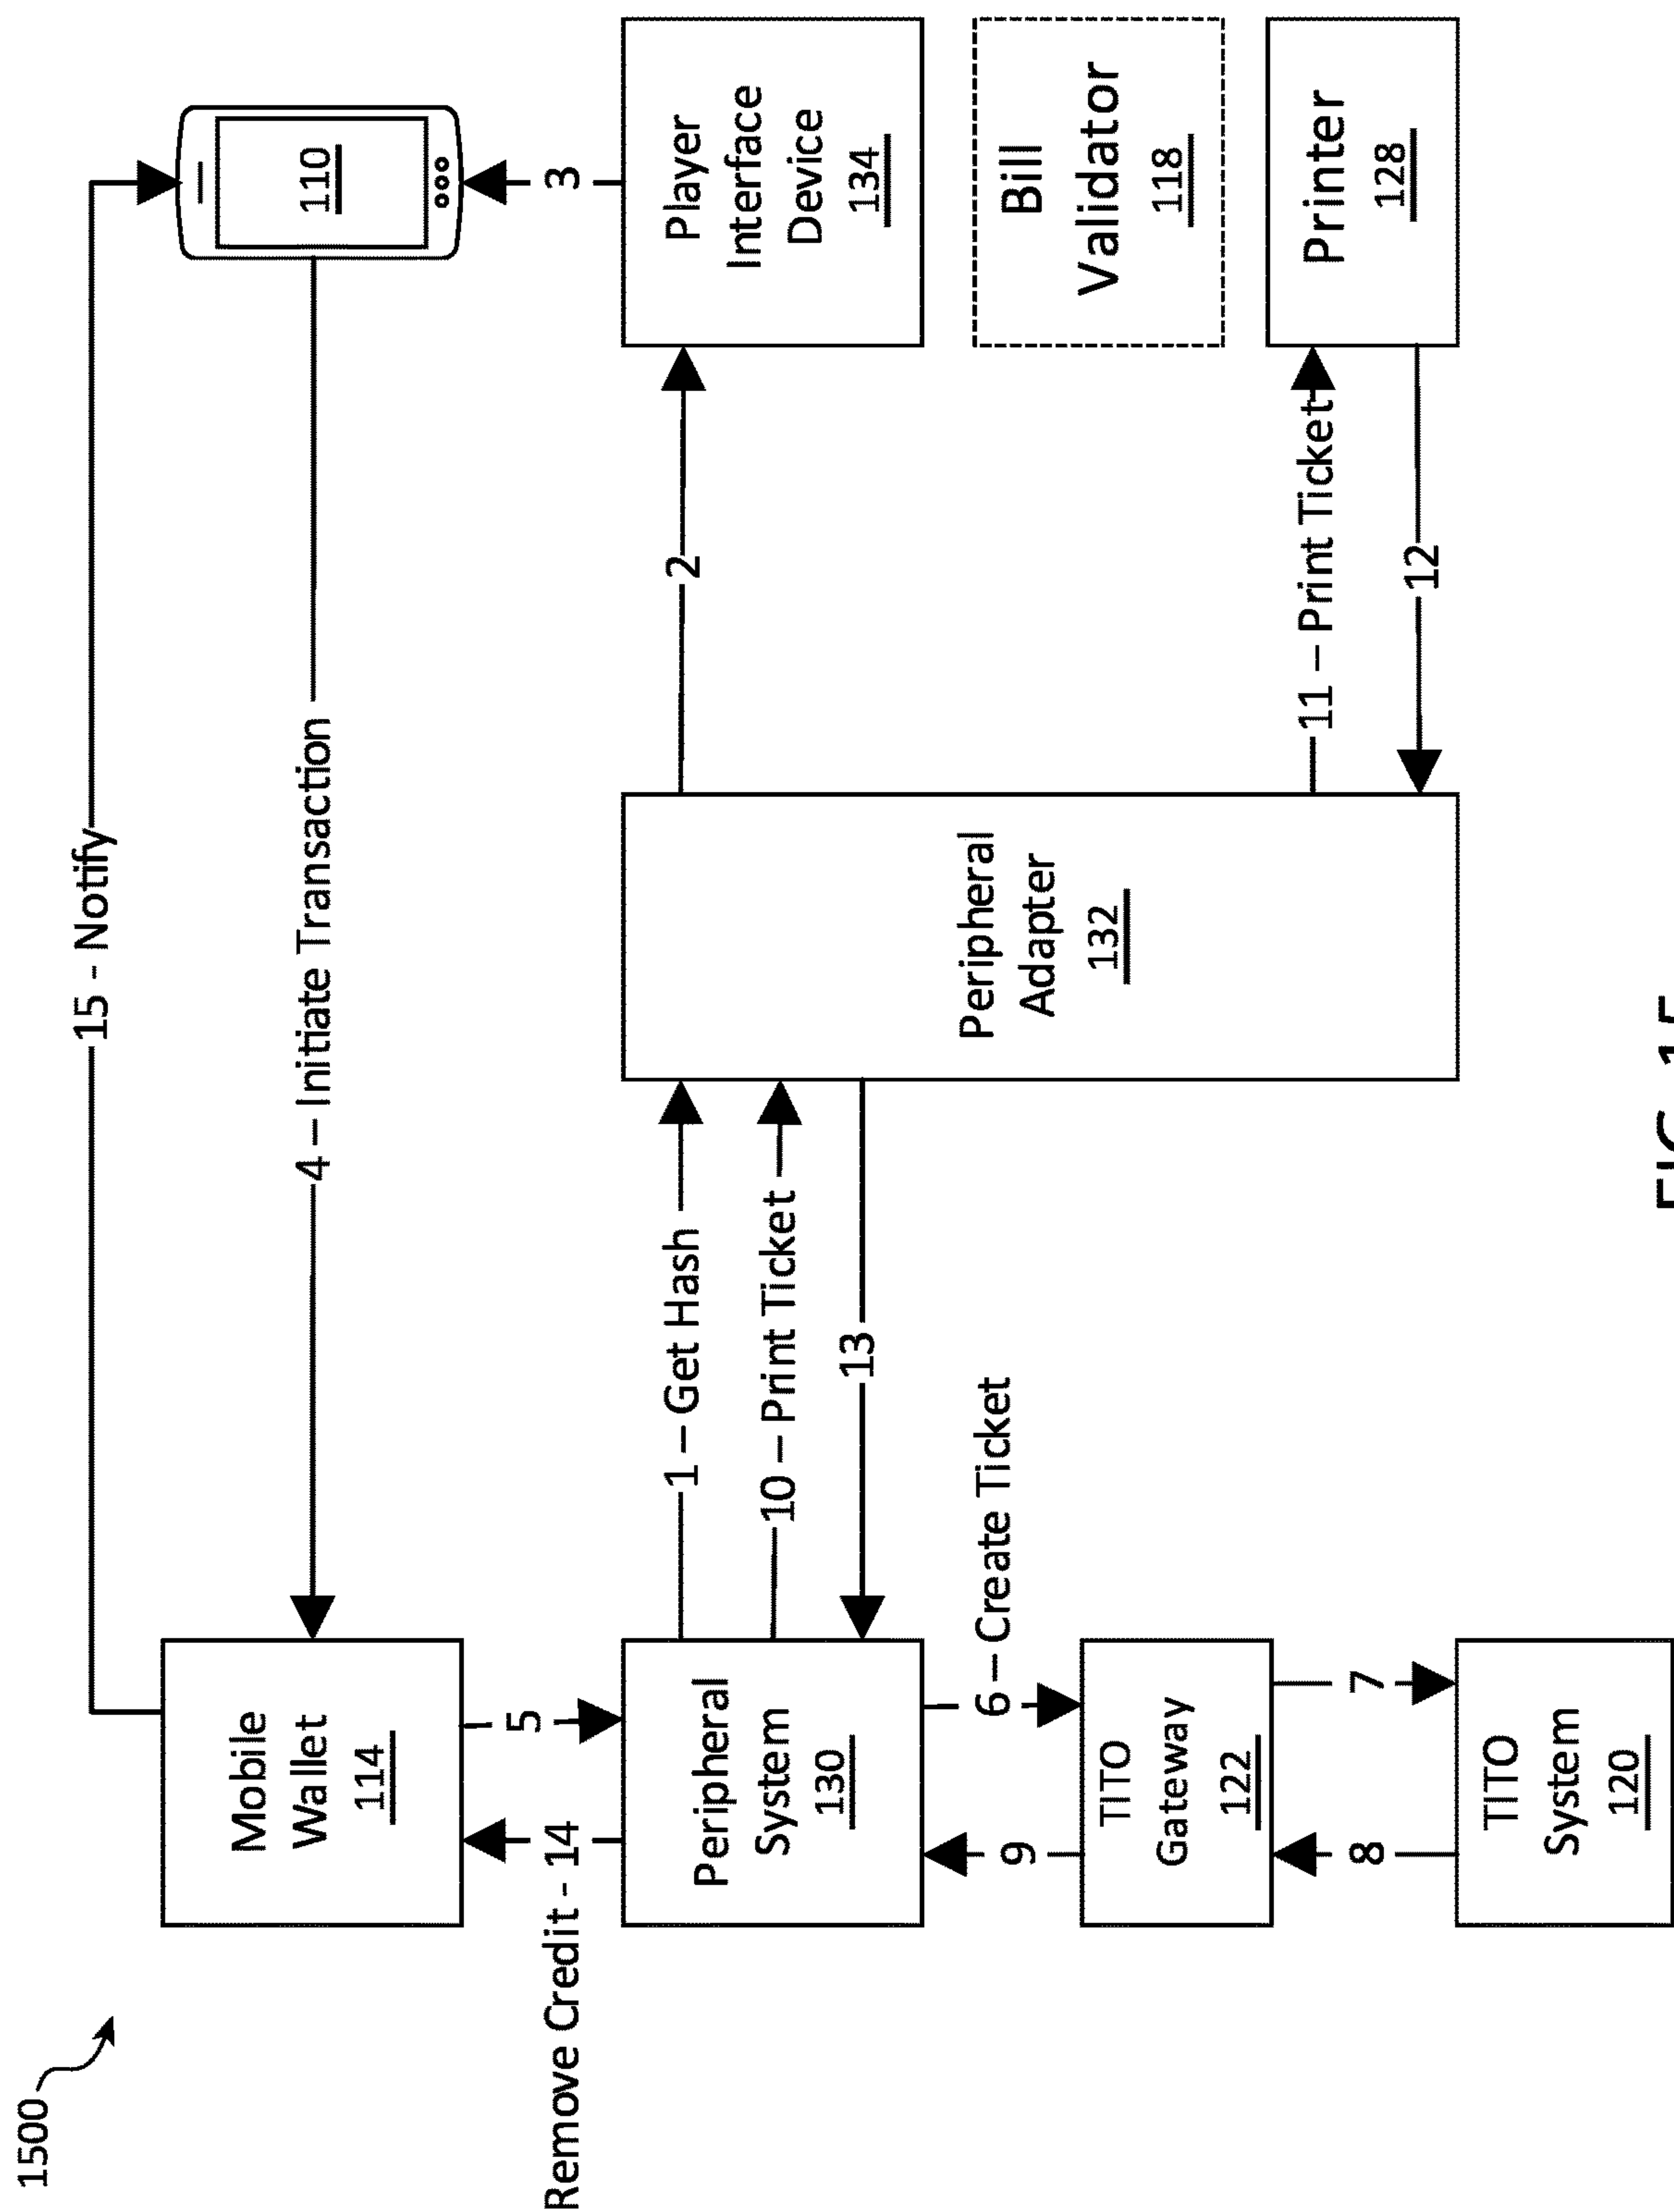 1500
15 - Notify
4 – Initiate Transaction
110
Mobile
Wallet
114
Remove Credit - 14
5
3
Peripheral
System
130
1 – Get Hash
10 – Print Ticket
13
2
Peripheral
Adapter
132
Player
Interface
Device
134
9
6 – Create Ticket
Bill
Validator
118
TITO
Gateway
122
11 – Print Ticket
12
Printer
128
8
7
TITO
System
120